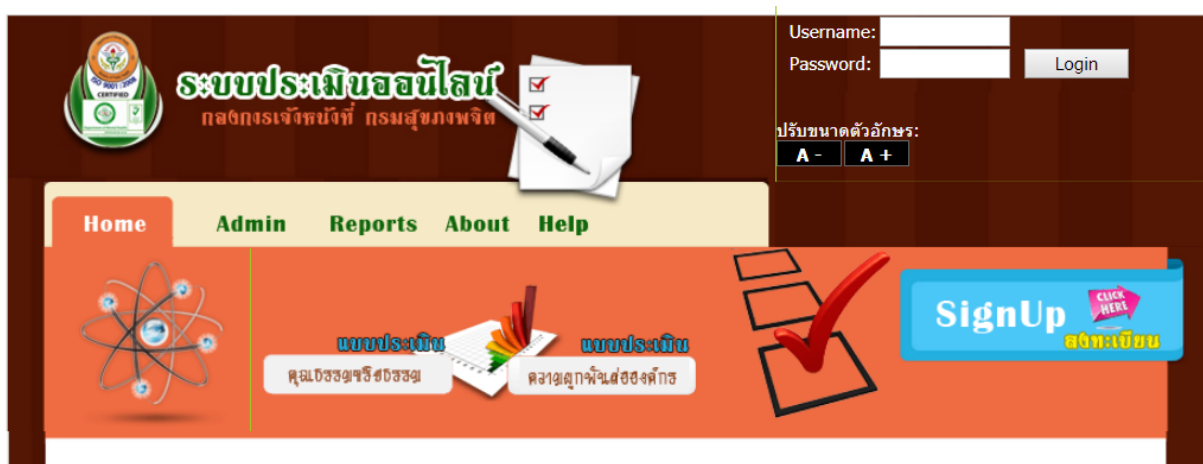 Username:
Password:
Login
ISO 9001 : 2008
CERTIFIED
ระบบประเมินออนไลน์
กองการเจ้าหน้าที่ กรมสุขภาพจิต
ปรับขนาดตัวอักษร:
A -
A +
Home
Admin
Reports
About
Help
แบบประเมิน
คุณธรรมจริยธรรม
แบบประเมิน
ความผูกพันต่อองค์กร
SignUp
CLICK
HERE
ลงทะเบียน